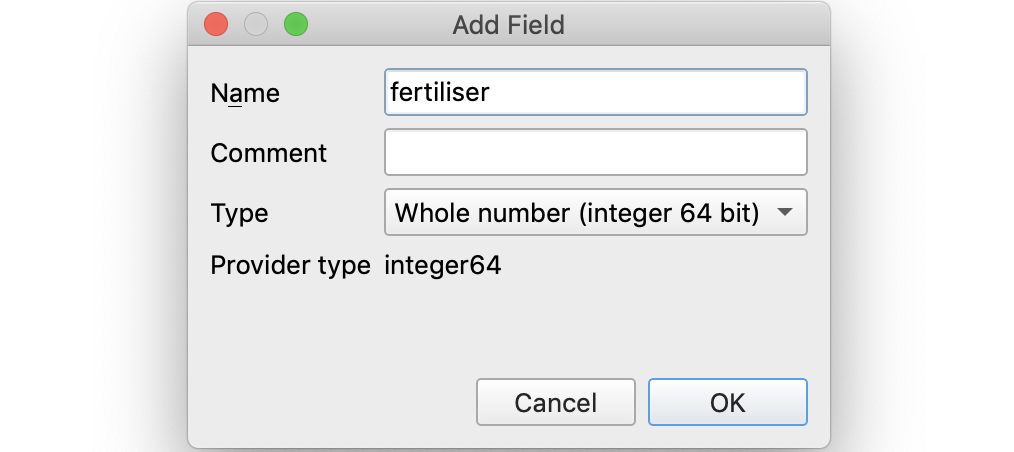 Add Field
Name fertiliser
Comment
Type Whole number (integer 64 bit)
Provider type integer64
Cancel OK